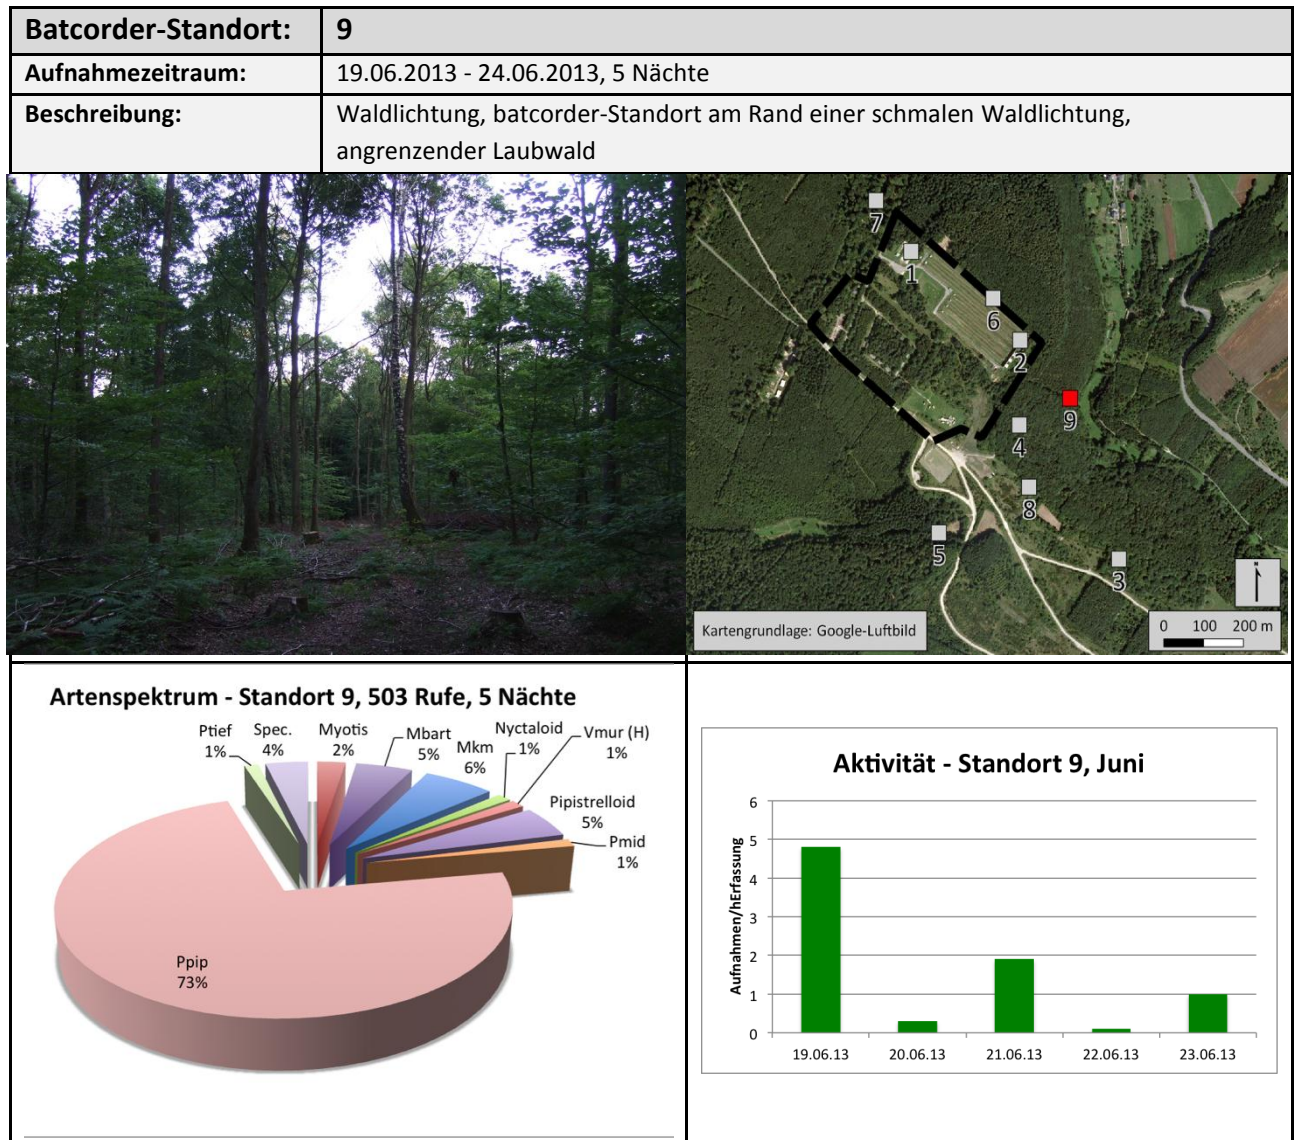 Batcorder-Standort: 9
Aufnahmezeitraum: 19.06.2013 - 24.06.2013, 5 Nächte
Beschreibung: Waldlichtung, batcorder-Standort am Rand einer schmalen Waldlichtung,
angrenzender Laubwald
7
1
6
2
9
4
8
5
3
Kartengrundlage: Google-Luftbild
N
0 100 200 m
Artenspektrum - Standort 9, 503 Rufe, 5 Nächte
Ptief
1%
Spec.
4%
Myotis
2%
Mbart
5%
Mkm
6%
Nyctaloid
1%
Vmur (H)
1%
Pipistrelloid
5%
Pmid
1%
Ppip
73%
Aktivität - Standort 9, Juni
Aufnahmen/hErfassung
6
5
4
3
2
1
0
19.06.13 20.06.13 21.06.13 22.06.13 23.06.13